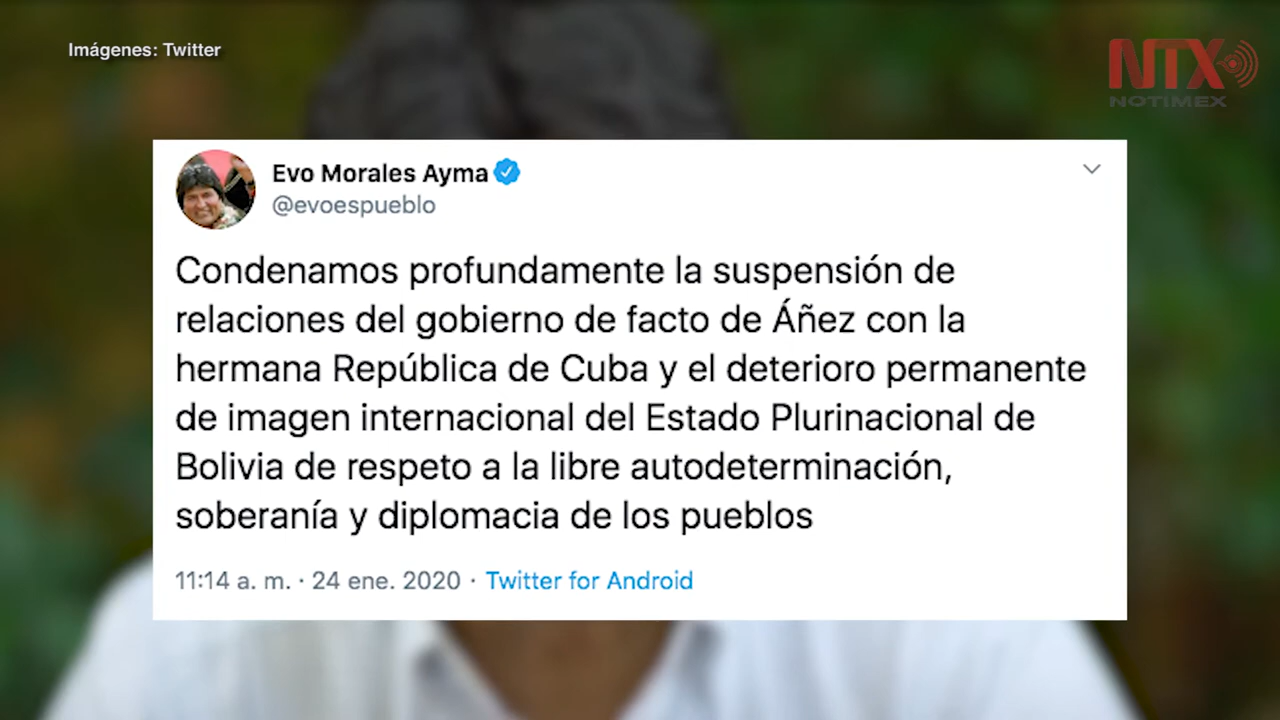 Imágenes: Twitter
NTX
NOTIMEX
Evo Morales Ayma
@evoespueblo
Condenamos profundamente la suspensión de
relaciones del gobierno de facto de Áñez con la
hermana República de Cuba y el deterioro permanente
de imagen internacional del Estado Plurinacional de
Bolivia de respeto a la libre autodeterminación,
soberanía y diplomacia de los pueblos
11:14 a. m. · 24 ene. 2020 · Twitter for Android